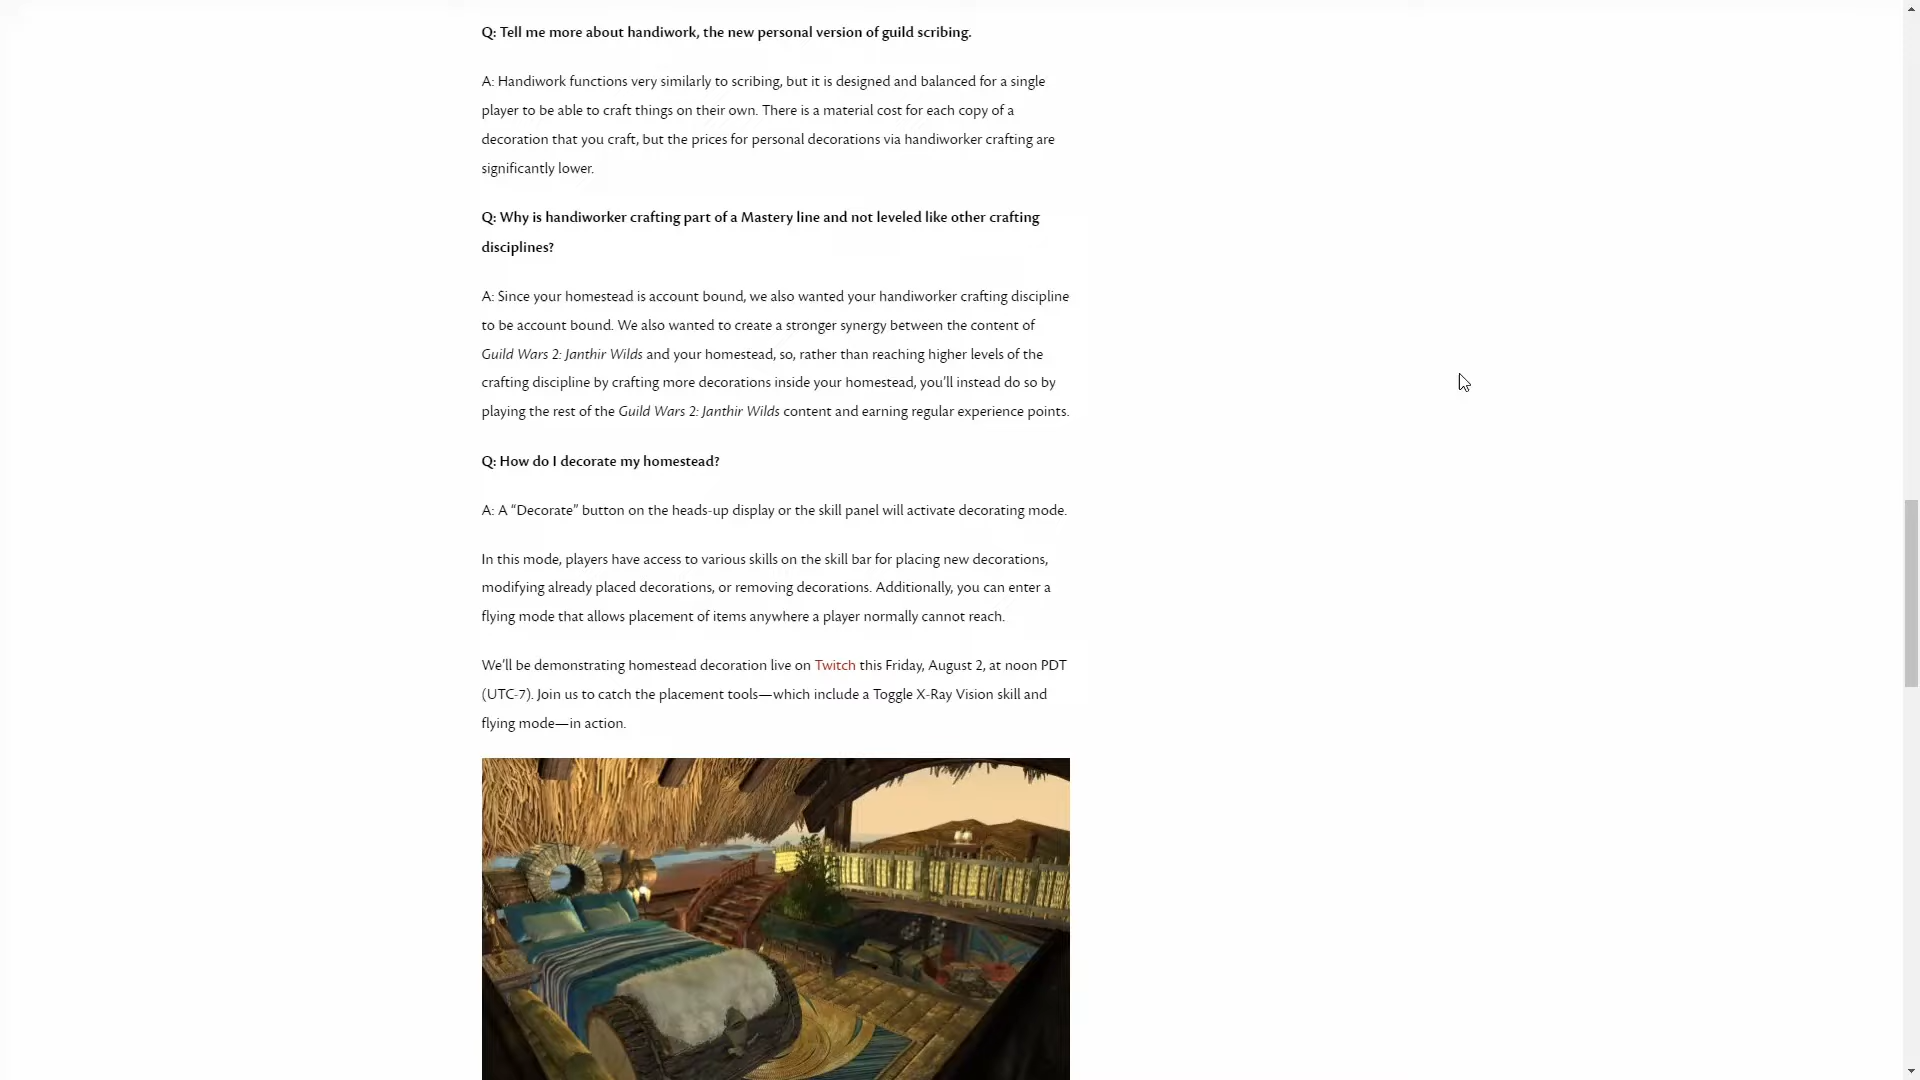 Q: Tell me more about handiwork, the new personal version of guild scribing.
A: Handiwork functions very similarly to scribing, but it is designed and balanced for a single
player to be able to craft things on their own. There is a material cost for each copy of a
decoration that you craft, but the prices for personal decorations via handiworker crafting are
significantly lower.
Q: Why is handiworker crafting part of a Mastery line and not leveled like other crafting
disciplines?
A: Since your homestead is account bound, we also wanted your handiworker crafting discipline
to be account bound. We also wanted to create a stronger synergy between the content of
Guild Wars 2: Janthir Wilds and your homestead, so, rather than reaching higher levels of the
crafting discipline by crafting more decorations inside your homestead, you’ll instead do so by
playing the rest of the Guild Wars 2: Janthir Wilds content and earning regular experience points.
Q: How do I decorate my homestead?
A: A “Decorate” button on the heads-up display or the skill panel will activate decorating mode.
In this mode, players have access to various skills on the skill bar for placing new decorations,
modifying already placed decorations, or removing decorations. Additionally, you can enter a
flying mode that allows placement of items anywhere a player normally cannot reach.
We’ll be demonstrating homestead decoration live on Twitch this Friday, August 2, at noon PDT
(UTC-7). Join us to catch the placement tools—which include a Toggle X-Ray Vision skill and
flying mode—in action.